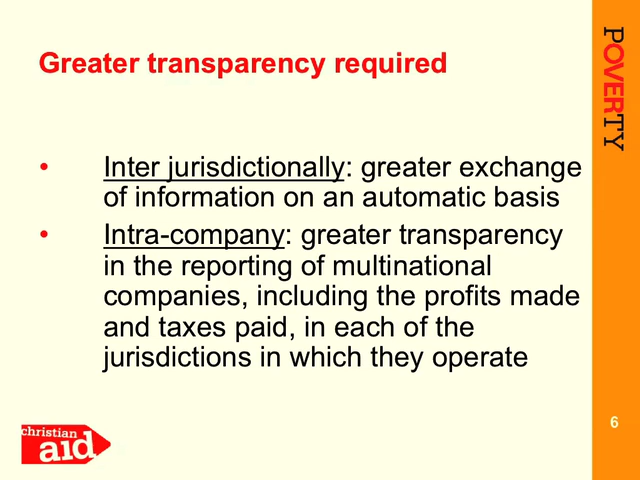 Greater transparency required
• Inter jurisdictionally: greater exchange
of information on an automatic basis
• Intra-company: greater transparency
in the reporting of multinational
companies, including the profits made
and taxes paid, in each of the
jurisdictions in which they operate
POVERTY
6
christian
aid